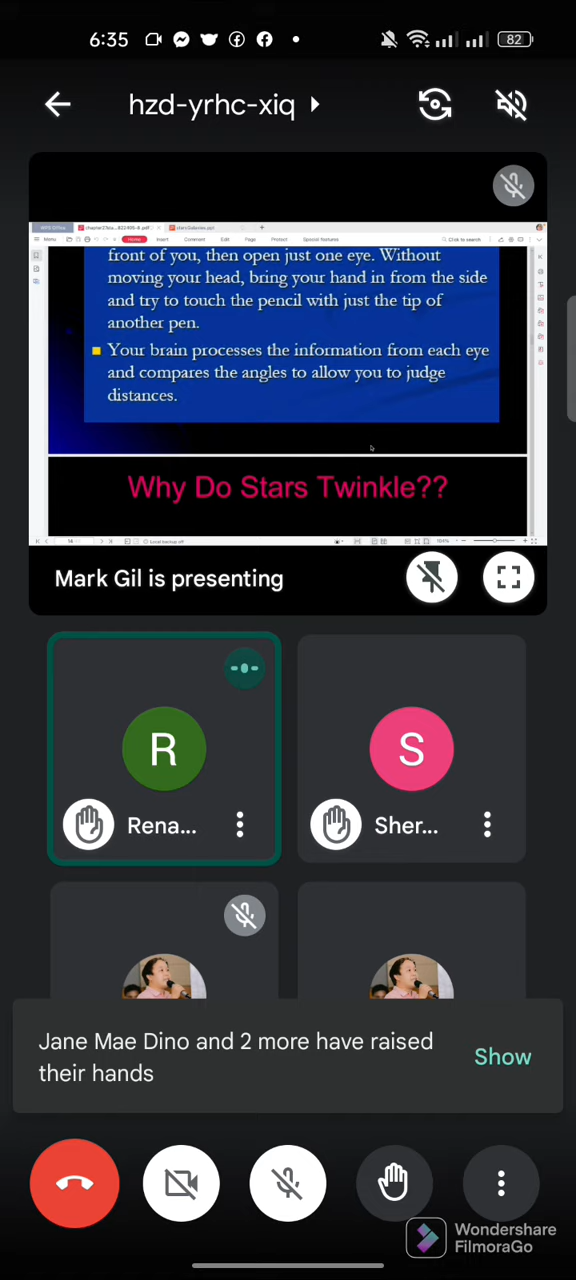 6:35
82
hzd-yrhc-xiq
front of you, then open just one eye. Without
moving your head, bring your hand in from the side
and try to touch the pencil with just the tip of
another pen.
Your brain processes the information from each eye
and compares the angles to allow you to judge
distances.
Why Do Stars Twinkle??
Mark Gil is presenting
R
S
Rena...
Sher...
Jane Mae Dino and 2 more have raised
their hands
Show
Wondershare
FilmoraGo